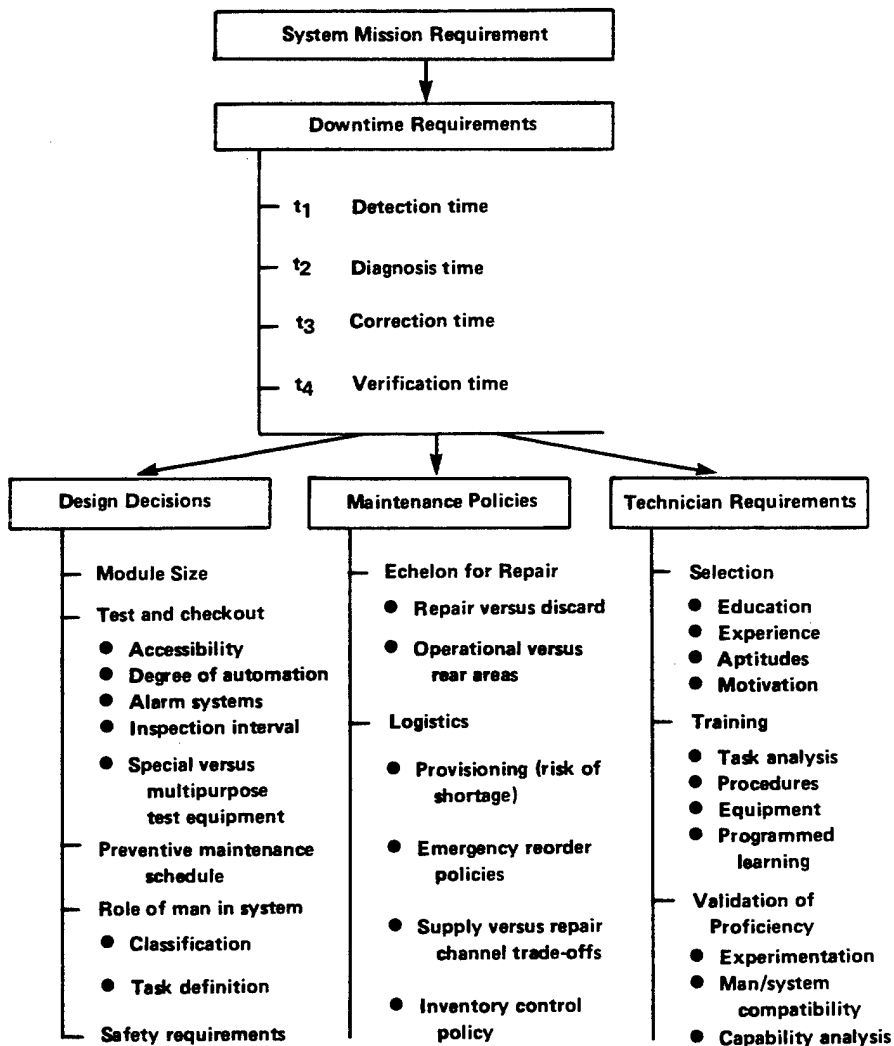 System Mission Requirement
Downtime Requirements
t1 Detection time
t2 Diagnosis time
t3 Correction time
t4 Verification time
Design Decisions
Module Size
Test and checkout
● Accessibility
● Degree of automation
● Alarm systems
● Inspection interval
● Special versus
multipurpose
test equipment
Preventive maintenance
schedule
Role of man in system
● Classification
● Task definition
Safety requirements
Maintenance Policies
Echelon for Repair
● Repair versus discard
● Operational versus
rear areas
Logistics
● Provisioning (risk of
shortage)
● Emergency reorder
policies
● Supply versus repair
channel trade-offs
● Inventory control
policy
Technician Requirements
Selection
● Education
● Experience
● Aptitudes
● Motivation
Training
● Task analysis
● Procedures
● Equipment
● Programmed
learning
Validation of
Proficiency
● Experimentation
● Man/system
compatibility
● Capability analysis